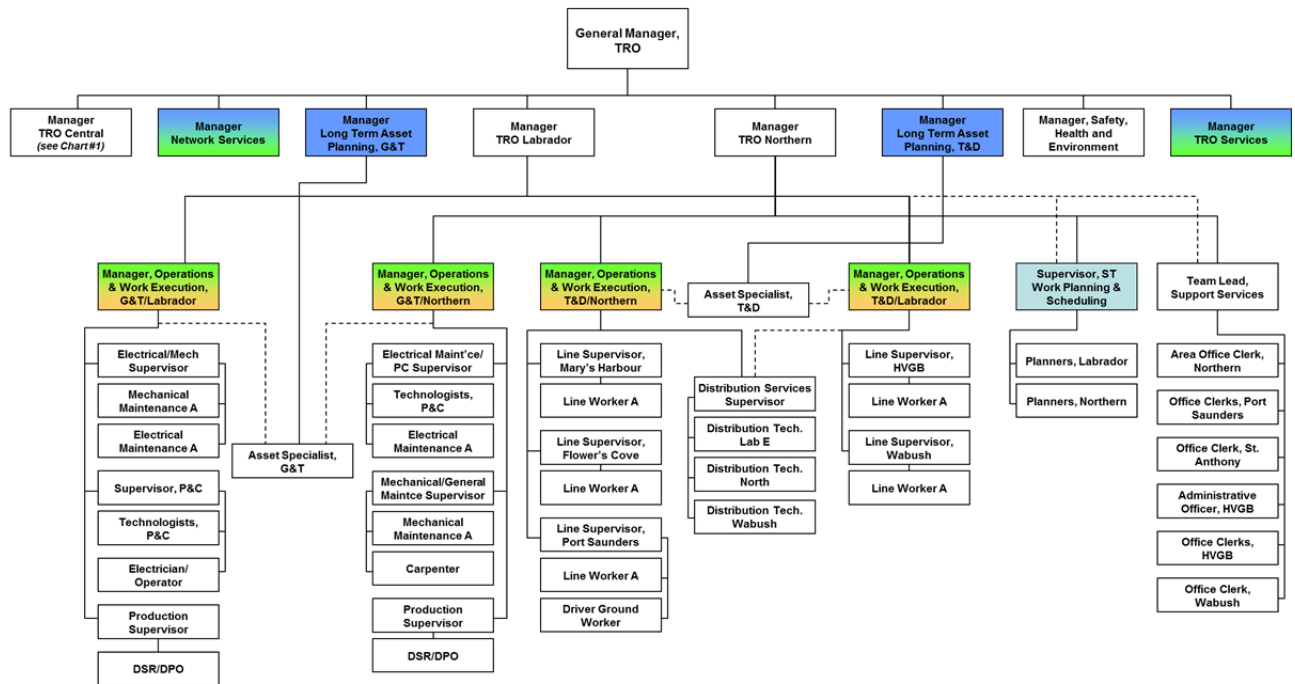 General Manager,
TRO
Manager
TRO Central
(see Chart #1)
Manager
Network Services
Manager
Long Term Asset
Planning, G&T
Manager
TRO Labrador
Manager
TRO Northern
Manager
Long Term Asset
Planning, T&D
Manager, Safety,
Health and
Environment
Manager
TRO Services
Manager, Operations
& Work Execution,
G&T/Labrador
Manager, Operations
& Work Execution,
G&T/Northern
Manager, Operations
& Work Execution,
T&D/Northern
Asset Specialist,
T&D
Manager, Operations
& Work Execution,
T&D/Labrador
Supervisor, ST
Work Planning &
Scheduling
Team Lead,
Support Services
Electrical/Mech
Supervisor
Mechanical
Maintenance A
Electrical
Maintenance A
Supervisor, P&C
Technologists,
P&C
Electrician/
Operator
Production
Supervisor
DSR/DPO
Asset Specialist,
G&T
Electrical Maint'ce/
PC Supervisor
Technologists,
P&C
Electrical
Maintenance A
Mechanical/General
Maintce Supervisor
Mechanical
Maintenance A
Carpenter
Production
Supervisor
DSR/DPO
Line Supervisor,
Mary's Harbour
Line Worker A
Line Supervisor,
Flower's Cove
Line Worker A
Line Supervisor,
Port Saunders
Line Worker A
Driver Ground
Worker
Distribution Services
Supervisor
Distribution Tech.
Lab E
Distribution Tech.
North
Distribution Tech.
Wabush
Line Supervisor,
HVGB
Line Worker A
Line Supervisor,
Wabush
Line Worker A
Planners, Labrador
Planners, Northern
Area Office Clerk,
Northern
Office Clerks, Port
Saunders
Office Clerk, St.
Anthony
Administrative
Officer, HVGB
Office Clerks,
HVGB
Office Clerk,
Wabush